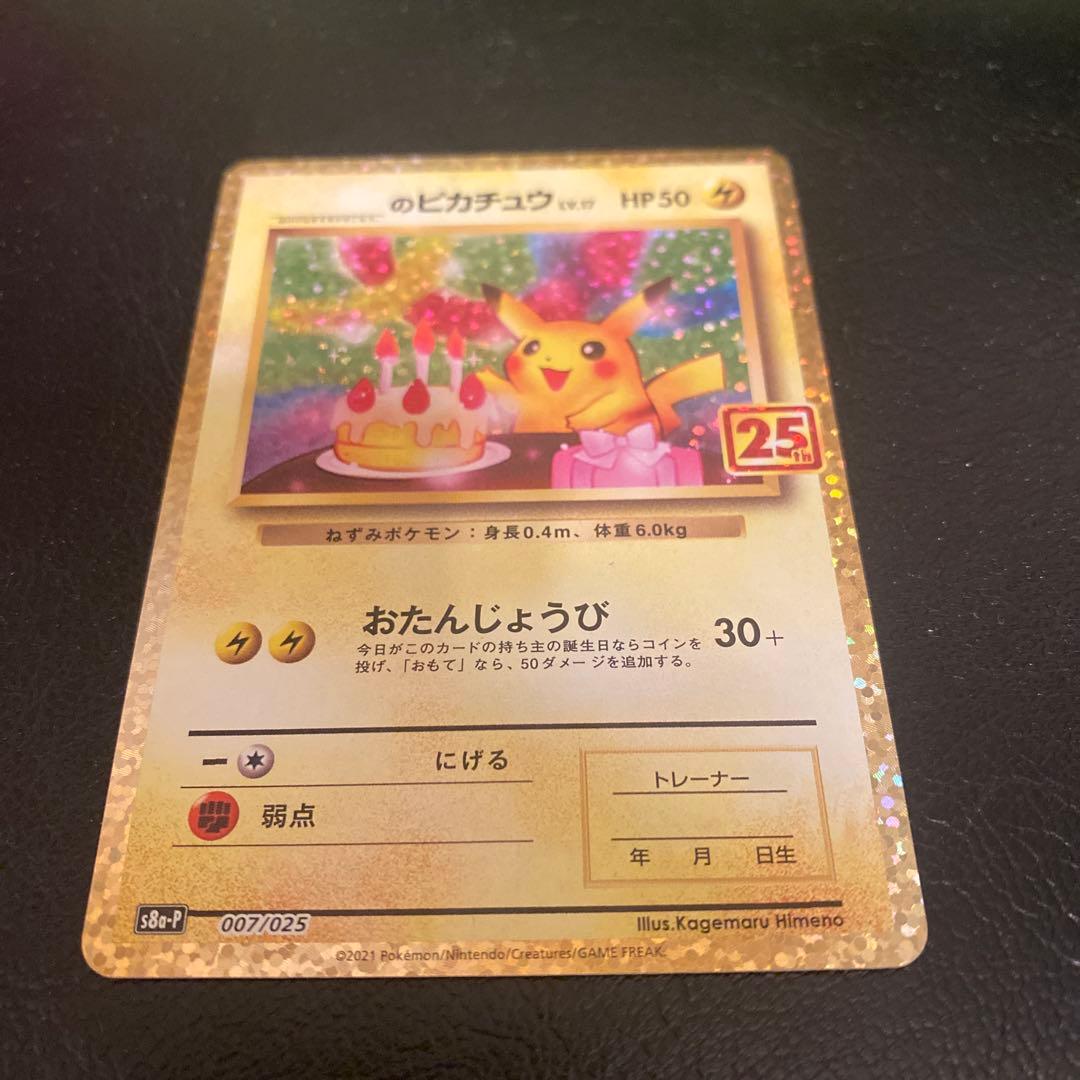 のピカチュウ LV.17 HP50
25th
ねずみポケモン：身長0.4m、体重6.0kg
おたんじょうび
今日がこのカードの持ち主の誕生日ならコインを
投げ、「おもて」なら、50ダメージを追加する。
30+
にげる
弱点
トレーナー
年 月 日生
s8a-P 007/025 Illus.Kagemaru Himeno
©2021 Pokémon/Nintendo/Creatures/GAME FREAK.